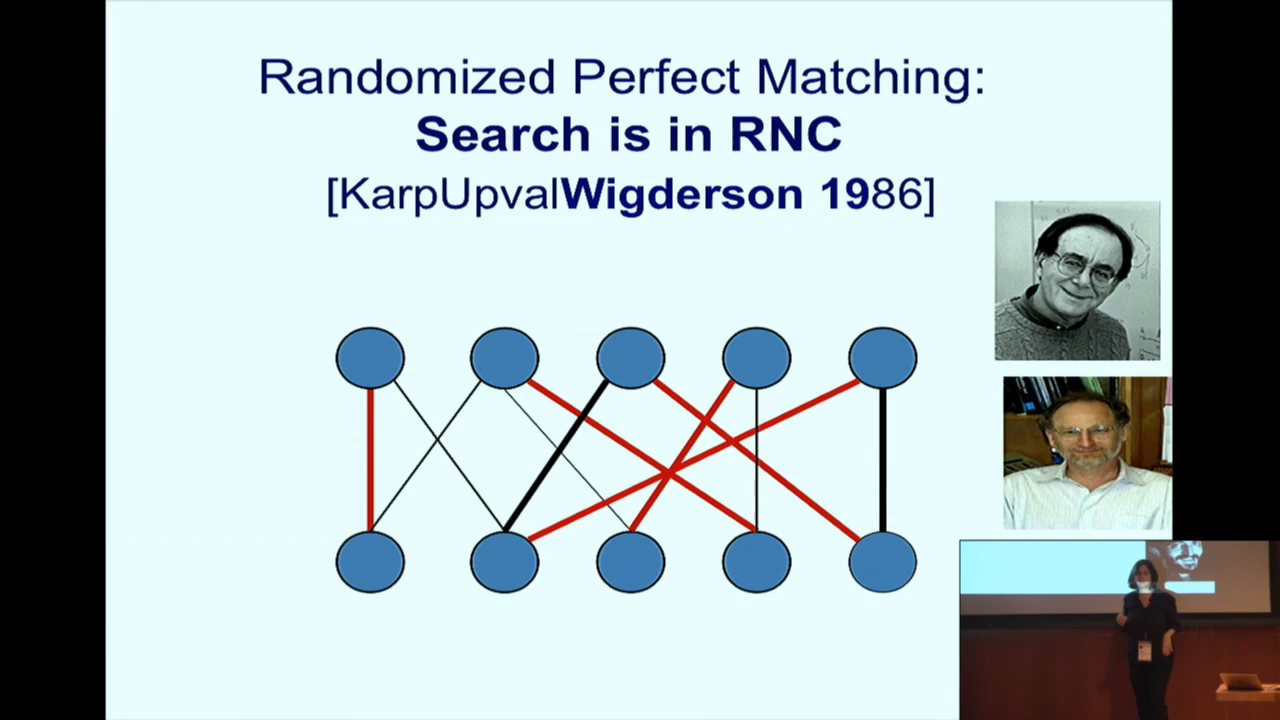 Randomized Perfect Matching:
Search is in RNC
[KarpUpvalWigderson 1986]